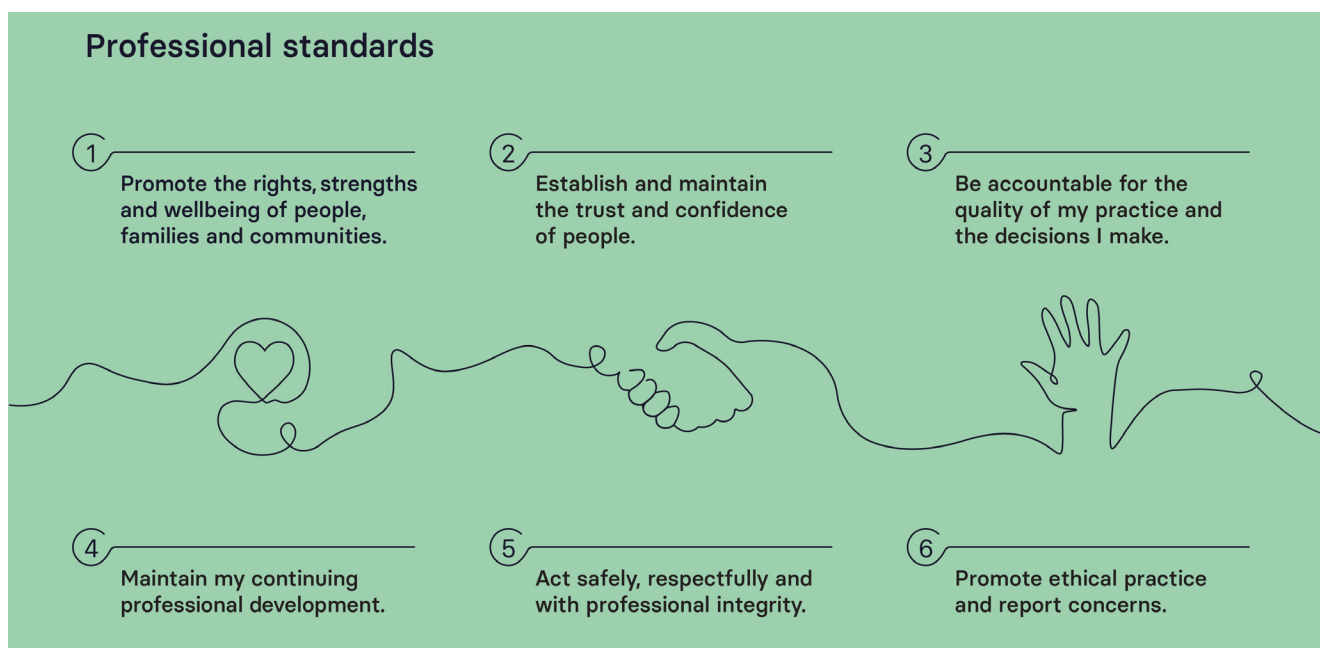 Professional standards
1
Promote the rights, strengths
and wellbeing of people,
families and communities.
2
Establish and maintain
the trust and confidence
of people.
3
Be accountable for the
quality of my practice and
the decisions I make.
4
Maintain my continuing
professional development.
5
Act safely, respectfully and
with professional integrity.
6
Promote ethical practice
and report concerns.